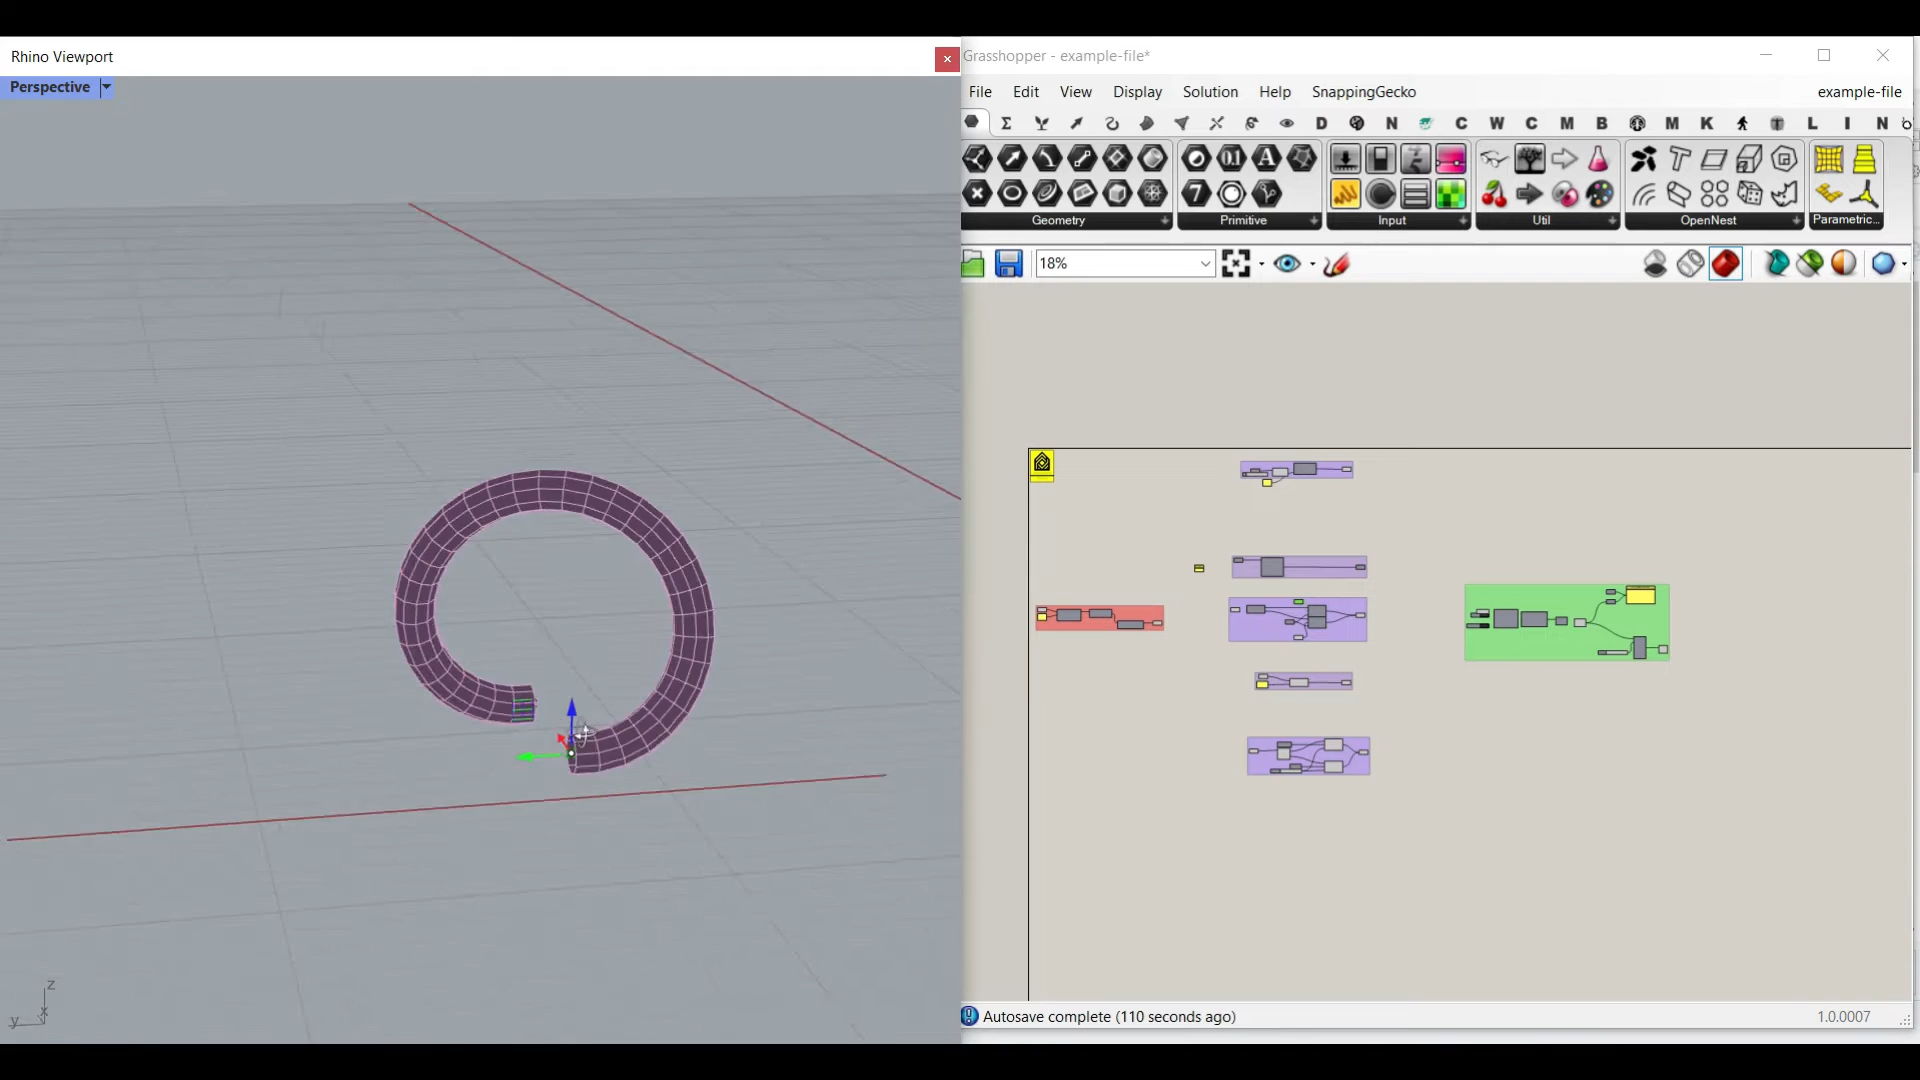 Rhino Viewport
Perspective
z
x
y
Grasshopper - example-file*
File Edit View Display Solution Help SnappingGecko
example-file
D N C W C M B M K L I N
Geometry
Primitive
Input
Util
OpenNest
Parametric...
18%
Autosave complete (110 seconds ago)
1.0.0007